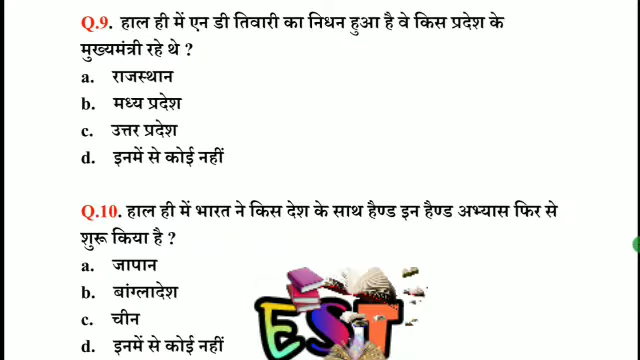 Q.9. हाल ही में एन डी तिवारी का निधन हुआ है वे किस प्रदेश के
मुख्यमंत्री रहे थे ?
a. राजस्थान
b. मध्य प्रदेश
c. उत्तर प्रदेश
d. इनमें से कोई नहीं
Q.10. हाल ही में भारत ने किस देश के साथ हैण्ड इन हैण्ड अभ्यास फिर से
शुरू किया है ?
a. जापान
b. बांग्लादेश
c. चीन
d. इनमें से कोई नहीं
EST